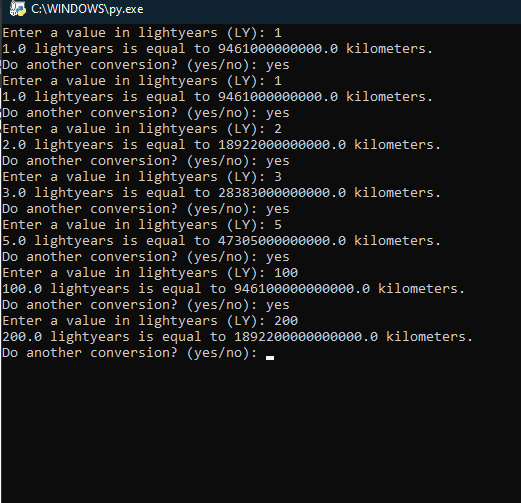 C:\WINDOWS\py.exe
Enter a value in lightyears (LY): 1
1.0 lightyears is equal to 9461000000000.0 kilometers.
Do another conversion? (yes/no): yes
Enter a value in lightyears (LY): 1
1.0 lightyears is equal to 9461000000000.0 kilometers.
Do another conversion? (yes/no): yes
Enter a value in lightyears (LY): 2
2.0 lightyears is equal to 18922000000000.0 kilometers.
Do another conversion? (yes/no): yes
Enter a value in lightyears (LY): 3
3.0 lightyears is equal to 28383000000000.0 kilometers.
Do another conversion? (yes/no): yes
Enter a value in lightyears (LY): 5
5.0 lightyears is equal to 47305000000000.0 kilometers.
Do another conversion? (yes/no): yes
Enter a value in lightyears (LY): 100
100.0 lightyears is equal to 946100000000000.0 kilometers.
Do another conversion? (yes/no): yes
Enter a value in lightyears (LY): 200
200.0 lightyears is equal to 1892200000000000.0 kilometers.
Do another conversion? (yes/no):